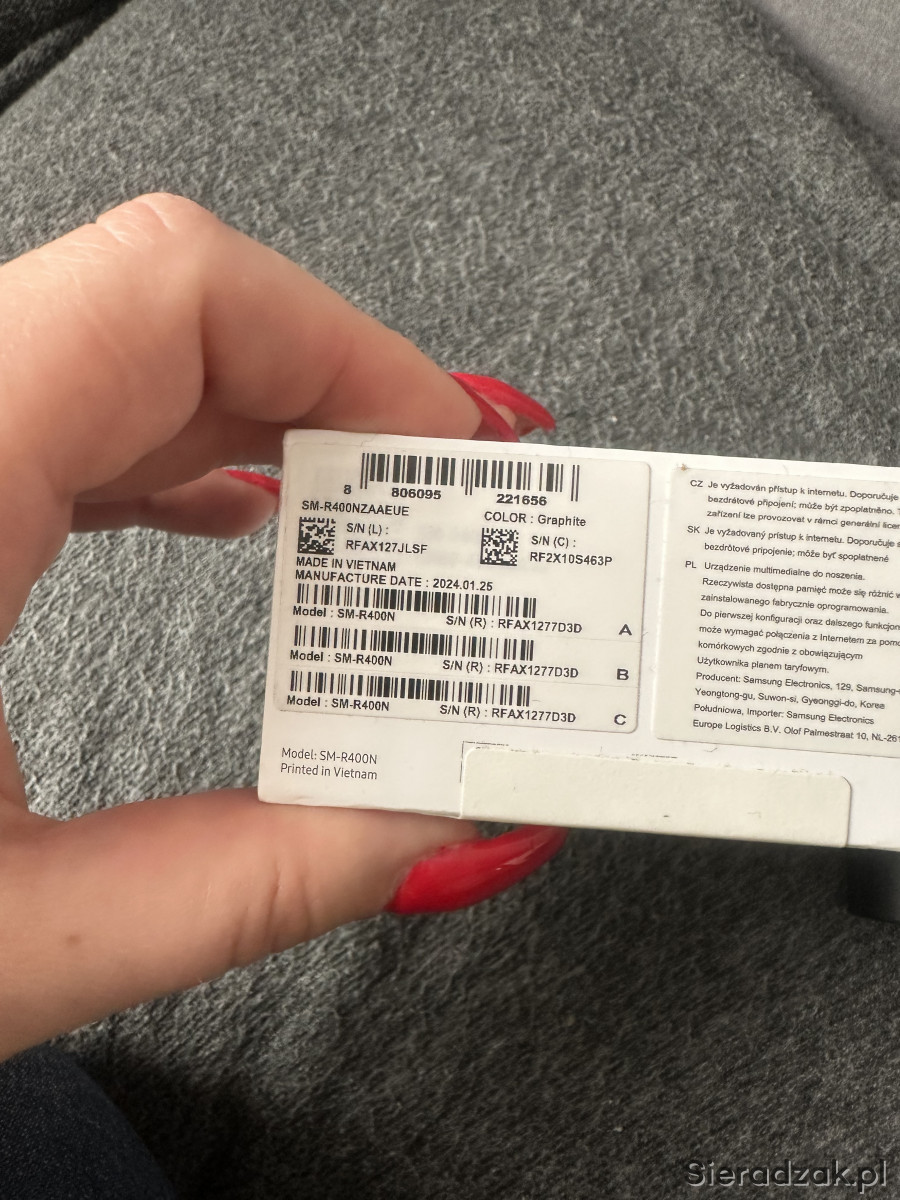 8 806095 221656
SM-R400NZAAEUE
COLOR : Graphite
S/N (L) :
RFAX127JLSF
S/N (C) :
RF2X10S463P
MADE IN VIETNAM
MANUFACTURE DATE : 2024.01.25
Model : SM-R400N S/N (R) : RFAX1277D3D A
Model : SM-R400N S/N (R) : RFAX1277D3D B
Model : SM-R400N S/N (R) : RFAX1277D3D C
Model: SM-R400N
Printed in Vietnam
CZ Je vyžadován přístup k internetu. Doporučuje
bezdrátové připojení; může být zpoplatněno.
zařízení lze provozovat v rámci generální
SK Je vyžadovaný prístup k internetu. Doporučuje
bezdrôtové pripojenie; môže byť spoplatnené
PL Urządzenie multimedialne do noszenia.
Rzeczywista dostępna pamięć może się różnić
zainstalowanego fabrycznie oprogramowania.
Do pierwszej konfiguracji oraz dalszego
może wymagać połączenia z Internetem za
komórkowych zgodnie z obowiązującym
Użytkownika planem taryfowym.
Producent: Samsung Electronics, 129, Samsung-
Yeongtong-gu, Suwon-si, Gyeonggi-do, Korea
Południowa, Importer: Samsung Electronics
Europe Logistics B.V. Olof Palmestraat 10, NL-261
Sieradzak.pl